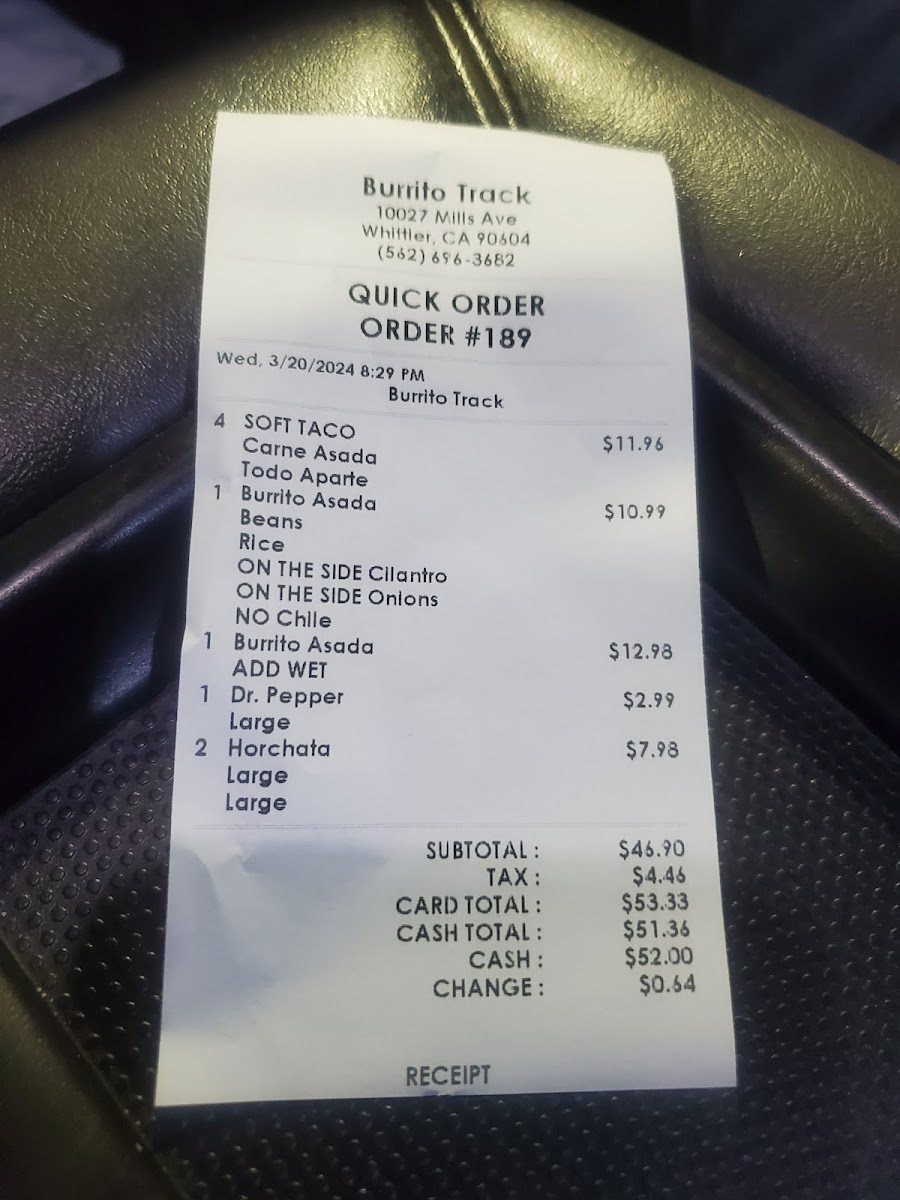 Burrito Track
10027 Mills Ave
Whittier, CA 90604
(562) 696-3682
QUICK ORDER
ORDER #189
Wed, 3/20/2024 8:29 PM
Burrito Track
4 SOFT TACO $11.96
Carne Asada
Todo Aparte
1 Burrito Asada $10.99
Beans
Rice
ON THE SIDE Cilantro
ON THE SIDE Onions
NO Chile
1 Burrito Asada $12.98
ADD WET
1 Dr. Pepper $2.99
Large
2 Horchata $7.98
Large
Large
SUBTOTAL : $46.90
TAX : $4.46
CARD TOTAL : $53.33
CASH TOTAL : $51.36
CASH : $52.00
CHANGE : $0.64
RECEIPT